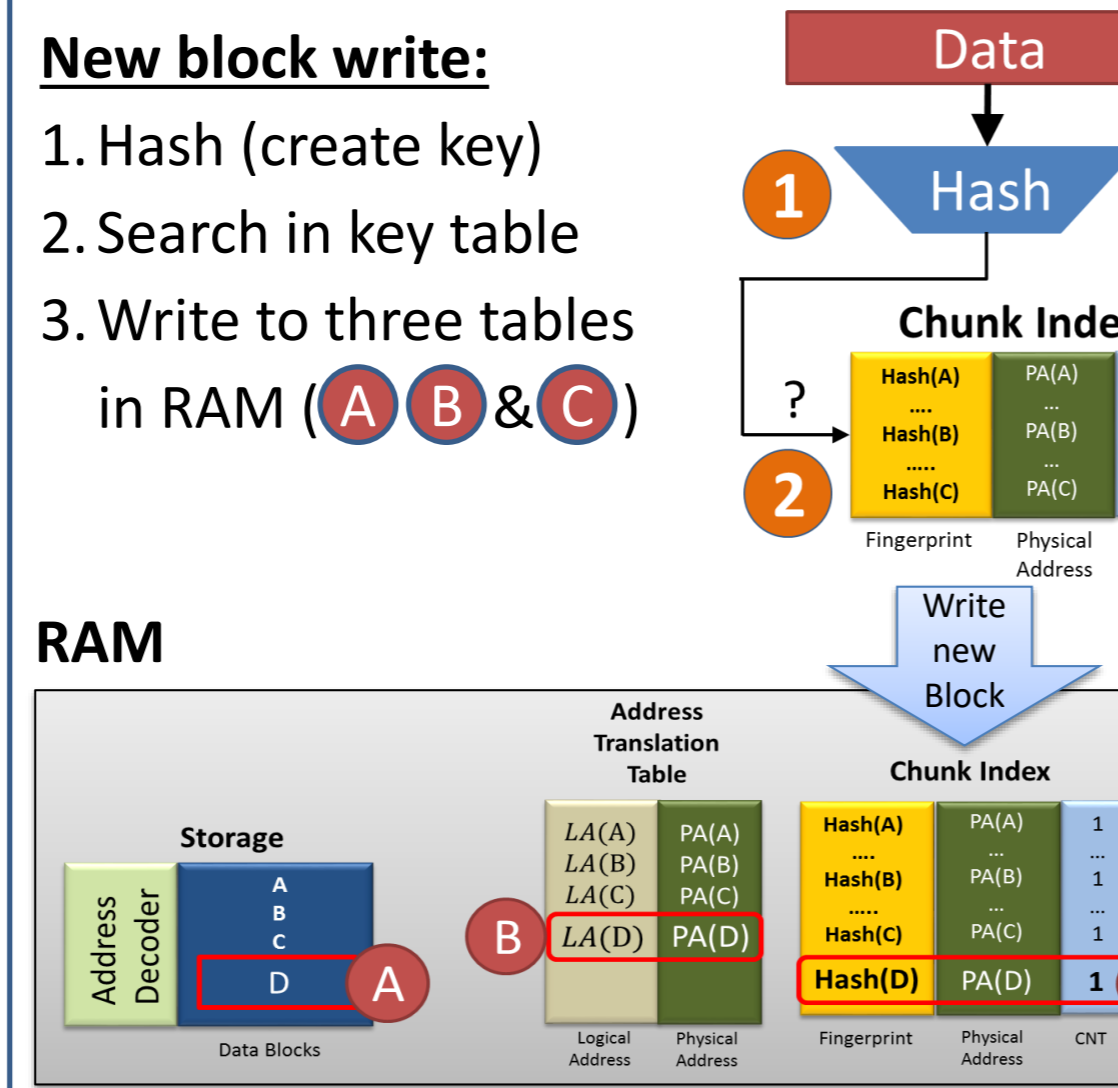 New block write:
1. Hash (create key)
2. Search in key table
3. Write to three tables
in RAM (A B & C)
Data
1
Hash
Chunk Inde
?
2
Hash(A) PA(A)
.... ...
Hash(B) PA(B)
..... ...
Hash(C) PA(C)
Fingerprint Physical
Address
Write
new
Block
RAM
Storage
Address
Decoder
A
B
C
D
A
Data Blocks
Address
Translation
Table
LA(A) PA(A)
LA(B) PA(B)
LA(C) PA(C)
B LA(D) PA(D)
Logical Physical
Address Address
Chunk Index
Hash(A) PA(A) 1
.... ... ...
Hash(B) PA(B) 1
..... ... ...
Hash(C) PA(C) 1
Hash(D) PA(D) 1
Fingerprint Physical CNT
Address